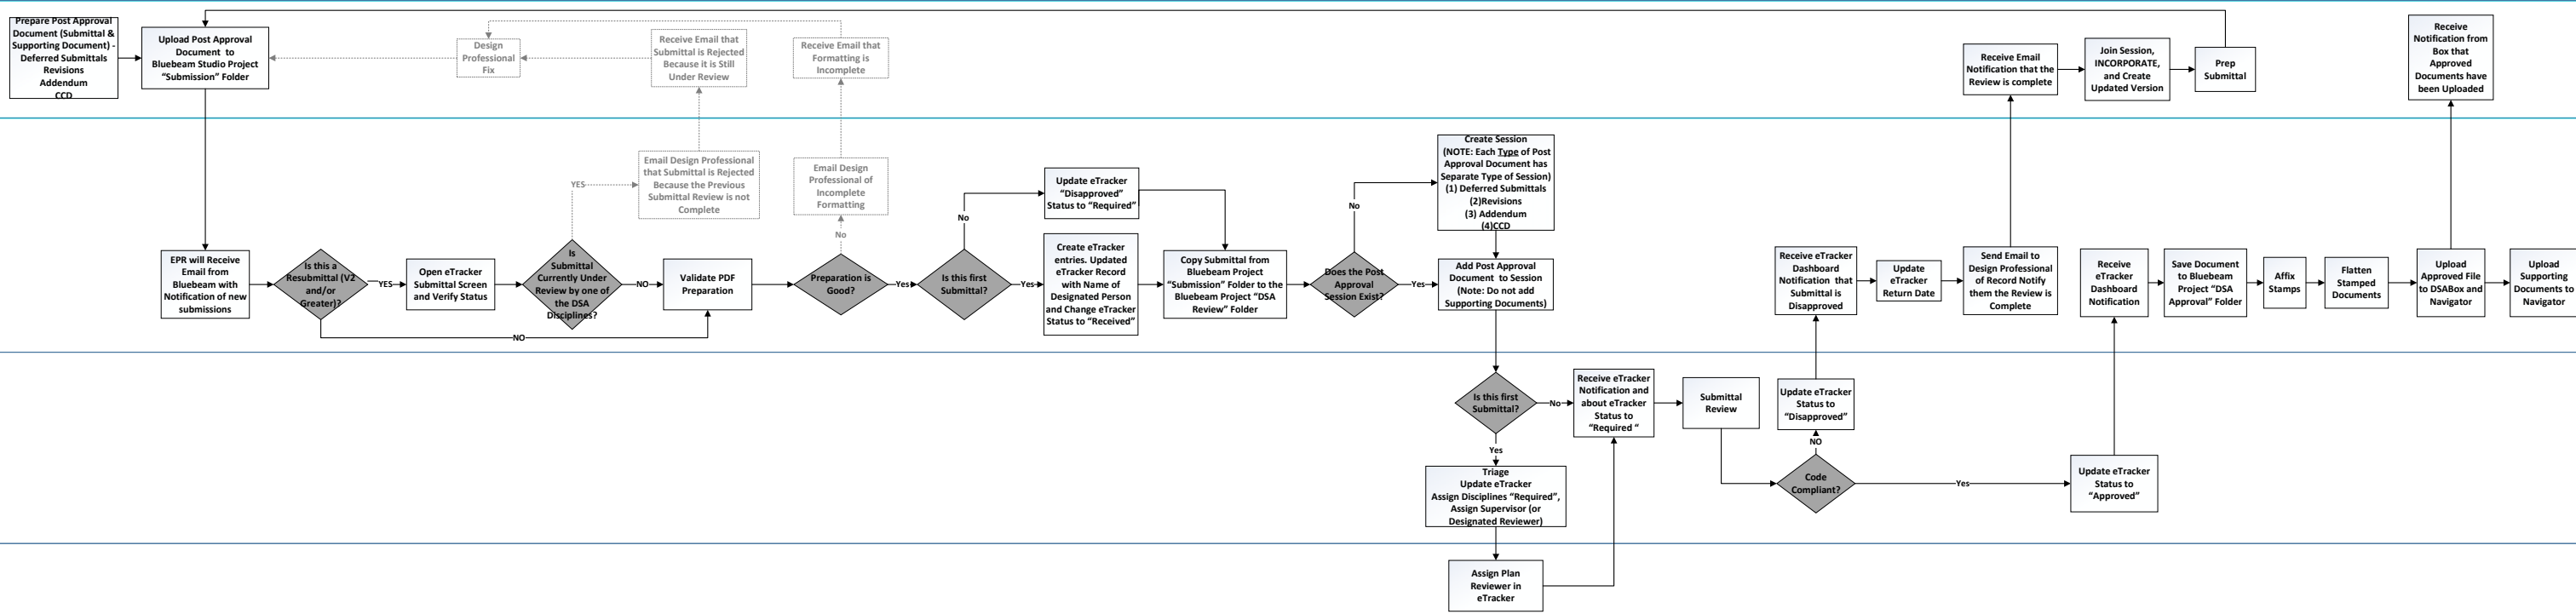 Prepare Post Approval
Document (Submittal &
Supporting Document) -
Deferred Submittals
Revisions
Addendum
CCD
Upload Post Approval
Document to
Bluebeam Studio Project
“Submission” Folder
Design
Professional
Fix
Receive Email that
Submittal is Rejected
Because it is Still
Under Review
Receive Email that
Formatting is
Incomplete
Receive Email
Notification that the
Review is complete
Join Session,
INCORPORATE,
and Create
Updated Version
Prep
Submittal
Receive
Notification from
Box that
Approved
Documents have
been Uploaded
Email Design Professional
that Submittal is Rejected
Because the Previous
Submittal Review is not
Complete
YES
Email Design
Professional of
Incomplete
Formatting
No
Update eTracker
“Disapproved”
Status to “Required”
No
Create Session
(NOTE: Each Type of Post
Approval Document has
Separate Type of Session)
(1) Deferred Submittals
(2)Revisions
(3) Addendum
(4)CCD
No
EPR will Receive
Email from
Bluebeam with
Notification of new
submissions
Is this a
Resubmittal (V2
and/or
Greater)?
YES
NO
Open eTracker
Submittal Screen
and Verify Status
Is
Submittal
Currently Under
Review by one of
the DSA
Disciplines?
NO
Validate PDF
Preparation
Preparation is
Good?
Yes
Is this first
Submittal?
Yes
Create eTracker
entries. Updated
eTracker Record
with Name of
Designated Person
and Change eTracker
Status to “Received”
Copy Submittal from
Bluebeam Project
“Submission” Folder to the
Bluebeam Project “DSA
Review” Folder
Does the Post
Approval
Session Exist?
Yes
Add Post Approval
Document to Session
(Note: Do not add
Supporting Documents)
Receive eTracker
Dashboard
Notification that
Submittal is
Disapproved
Update
eTracker
Return Date
Send Email to
Design Professional
of Record Notify
them the Review is
Complete
Receive
eTracker
Dashboard
Notification
Save Document
to Bluebeam
Project “DSA
Approval” Folder
Affix
Stamps
Flatten
Stamped
Documents
Upload
Approved File
to DSABox and
Navigator
Upload
Supporting
Documents to
Navigator
Is this first
Submittal?
No
Yes
Receive eTracker
Notification and
about eTracker
Status to
“Required “
Submittal
Review
Update eTracker
Status to
“Disapproved”
NO
Code
Compliant?
Yes
Update eTracker
Status to
“Approved”
Triage
Update eTracker
Assign Disciplines “Required”,
Assign Supervisor (or
Designated Reviewer)
Assign Plan
Reviewer in
eTracker